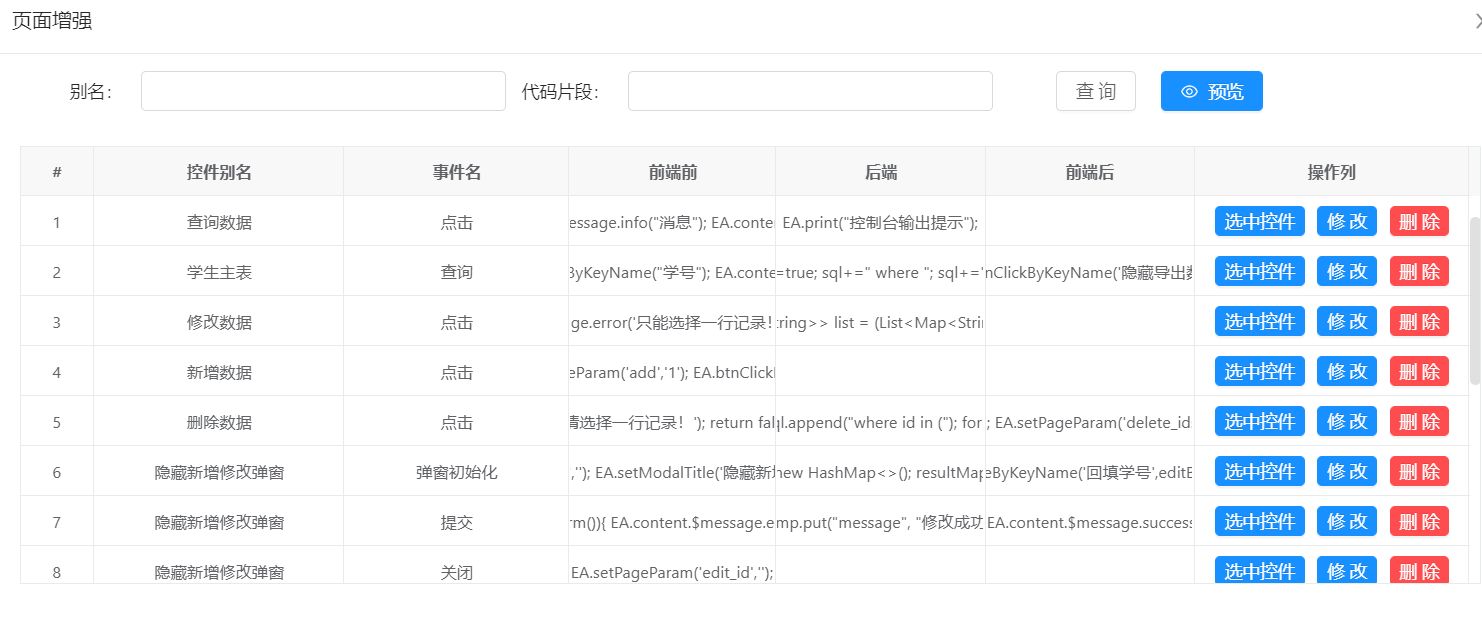 页面增强
别名： 代码片段： 查 询 预览
# 控件别名 事件名 前端前 后端 前端后 操作列
1 查询数据 点击 essage.info("消息"); EA.conte EA.print("控制台输出提示"); 选中控件 修 改 删 除
2 学生主表 查询 ByKeyName("学号"); EA.conte =true; sql+=" where "; sql+=' nClickByKeyName('隐藏导出数 选中控件 修 改 删 除
3 修改数据 点击 ge.error('只能选择一行记录! tring>> list = (List<Map<Stri 选中控件 修 改 删 除
4 新增数据 点击 eParam('add','1'); EA.btnClickl 选中控件 修 改 删 除
5 删除数据 点击 请选择一行记录！'); return fal ql.append("where id in ("); for ; EA.setPageParam('delete_id 选中控件 修 改 删 除
6 隐藏新增修改弹窗 弹窗初始化 ,''); EA.setModalTitle('隐藏新增 new HashMap<>(); resultMap eByKeyName('回填学号',editE 选中控件 修 改 删 除
7 隐藏新增修改弹窗 提交 rm()){ EA.content.$message.e mp.put("message", "修改成功 EA.content.$message.success 选中控件 修 改 删 除
8 隐藏新增修改弹窗 关闭 EA.setPageParam('edit_id',''); 选中控件 修 改 删 除